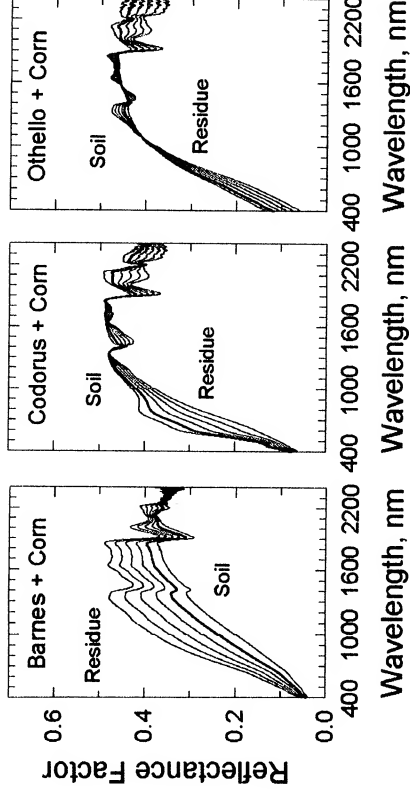 Barnes + Corn
Residue
Soil
Codorus + Corn
Soil
Residue
Othello + Corn
Soil
Residue
Reflectance Factor
0.6
0.4
0.2
0.0
400 1000 1600 2200
400 1000 1600 2200
400 1000 1600 2200
Wavelength, nm
Wavelength, nm
Wavelength, nm